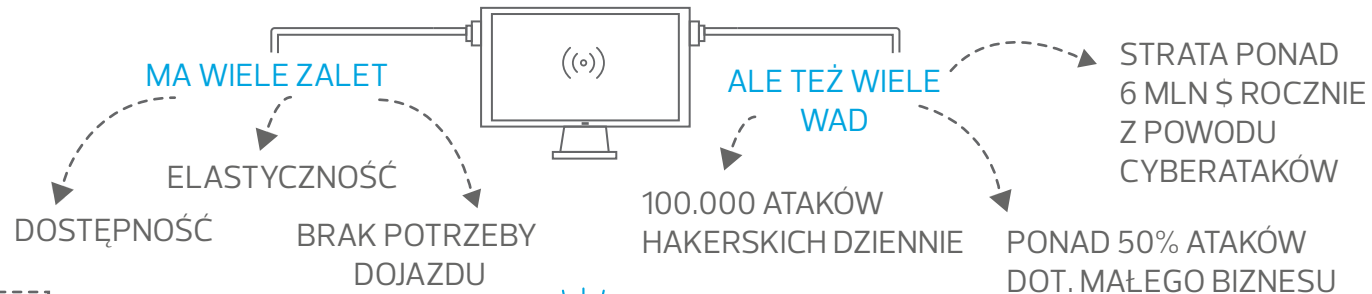 MA WIELE ZALET
DOSTĘPNOŚĆ
ELASTYCZNOŚĆ
BRAK POTRZEBY
DOJAZDU
ALE TEŻ WIELE
WAD
100.000 ATAKÓW
HAKERSKICH DZIENNIE
PONAD 50% ATAKÓW
DOT. MAŁEGO BIZNESU
STRATA PONAD
6 MLN $ ROCZNIE
Z POWODU
CYBERATAKÓW